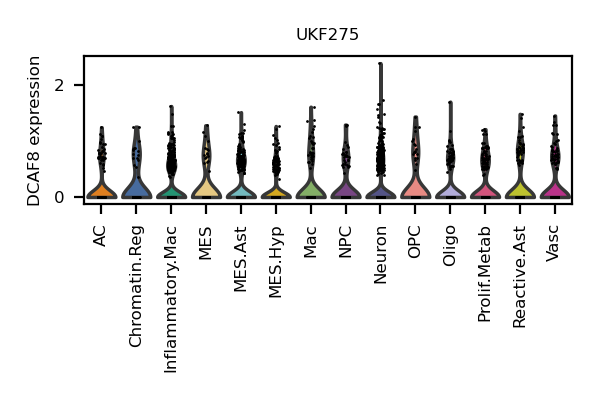 UKF275
DCAF8 expression
2
0
AC
Chromatin.Reg
Inflammatory.Mac
MES
MES.Ast
MES.Hyp
Mac
NPC
Neuron
OPC
Oligo
Prolif.Metab
Reactive.Ast
Vasc